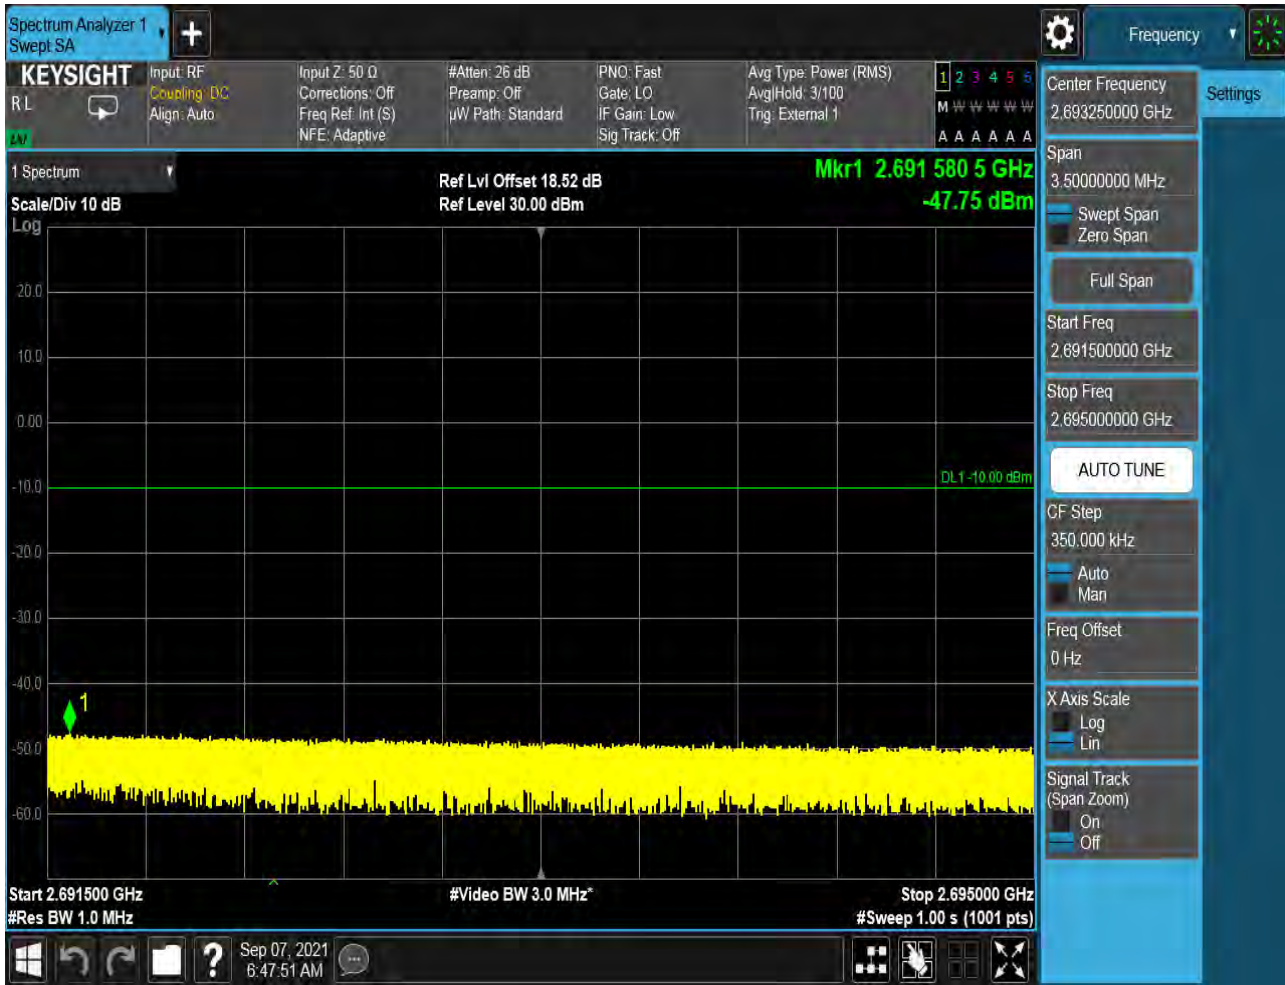 Spectrum Analyzer 1
Swept SA
Frequency
KEYSIGHT
R L
Input: RF
Coupling: DC
Align: Auto
Input Z: 50 Ω
Corrections: Off
Freq Ref: Int (S)
NFE: Adaptive
#Atten: 26 dB
Preamp: Off
µW Path: Standard
PNO: Fast
Gate: LO
IF Gain: Low
Sig Track: Off
Avg Type: Power (RMS)
Avg|Hold: 3/100
Trig: External 1
1 2 3 4 5 6
M W W W W W
A A A A A A
1 Spectrum
Scale/Div 10 dB
Log
Ref Lvl Offset 18.52 dB
Ref Level 30.00 dBm
Mkr1 2.691 580 5 GHz
-47.75 dBm
20.0
10.0
0.00
-10.0
-20.0
-30.0
-40.0
-50.0
-60.0
DL1 -10.00 dBm
1
Start 2.691500 GHz
#Res BW 1.0 MHz
#Video BW 3.0 MHz*
Stop 2.695000 GHz
#Sweep 1.00 s (1001 pts)
Sep 07, 2021
6:47:51 AM
?
Center Frequency
2.693250000 GHz
Settings
Span
3.50000000 MHz
Swept Span
Zero Span
Full Span
Start Freq
2.691500000 GHz
Stop Freq
2.695000000 GHz
AUTO TUNE
CF Step
350.000 kHz
Auto
Man
Freq Offset
0 Hz
X Axis Scale
Log
Lin
Signal Track
(Span Zoom)
On
Off